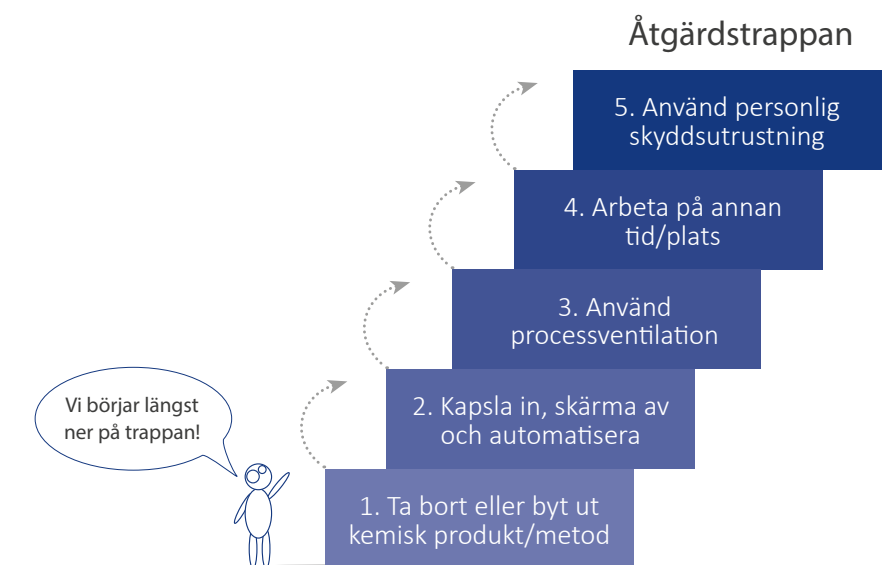 Åtgärdstrappan
5. Använd personlig
skyddsutrustning
4. Arbeta på annan
tid/plats
3. Använd
processventilation
2. Kapsla in, skärma av
och automatisera
1. Ta bort eller byt ut
kemisk produkt/metod
Vi börjar längst
ner på trappan!